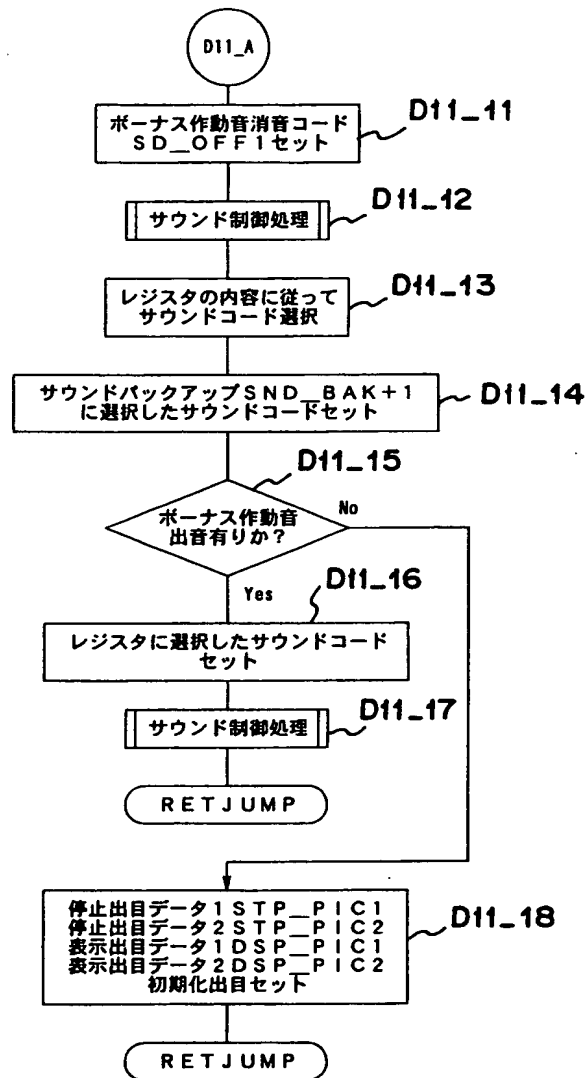 D11_A
ボーナス作動音消音コード
SD__OFF1セット
D11_11
サウンド制御処理
D11_12
レジスタの内容に従って
サウンドコード選択
D11_13
サウンドバックアップSND__BAK+1
に選択したサウンドコードセット
D11_14
D11_15
ボーナス作動音
出音有りか?
No
Yes
D11_16
レジスタに選択したサウンドコード
セット
サウンド制御処理
D11_17
RETJUMP
停止出目データ1STP__PIC1
停止出目データ2STP__PIC2
表示出目データ1DSP__PIC1
表示出目データ2DSP__PIC2
初期化出目セット
D11_18
RETJUMP